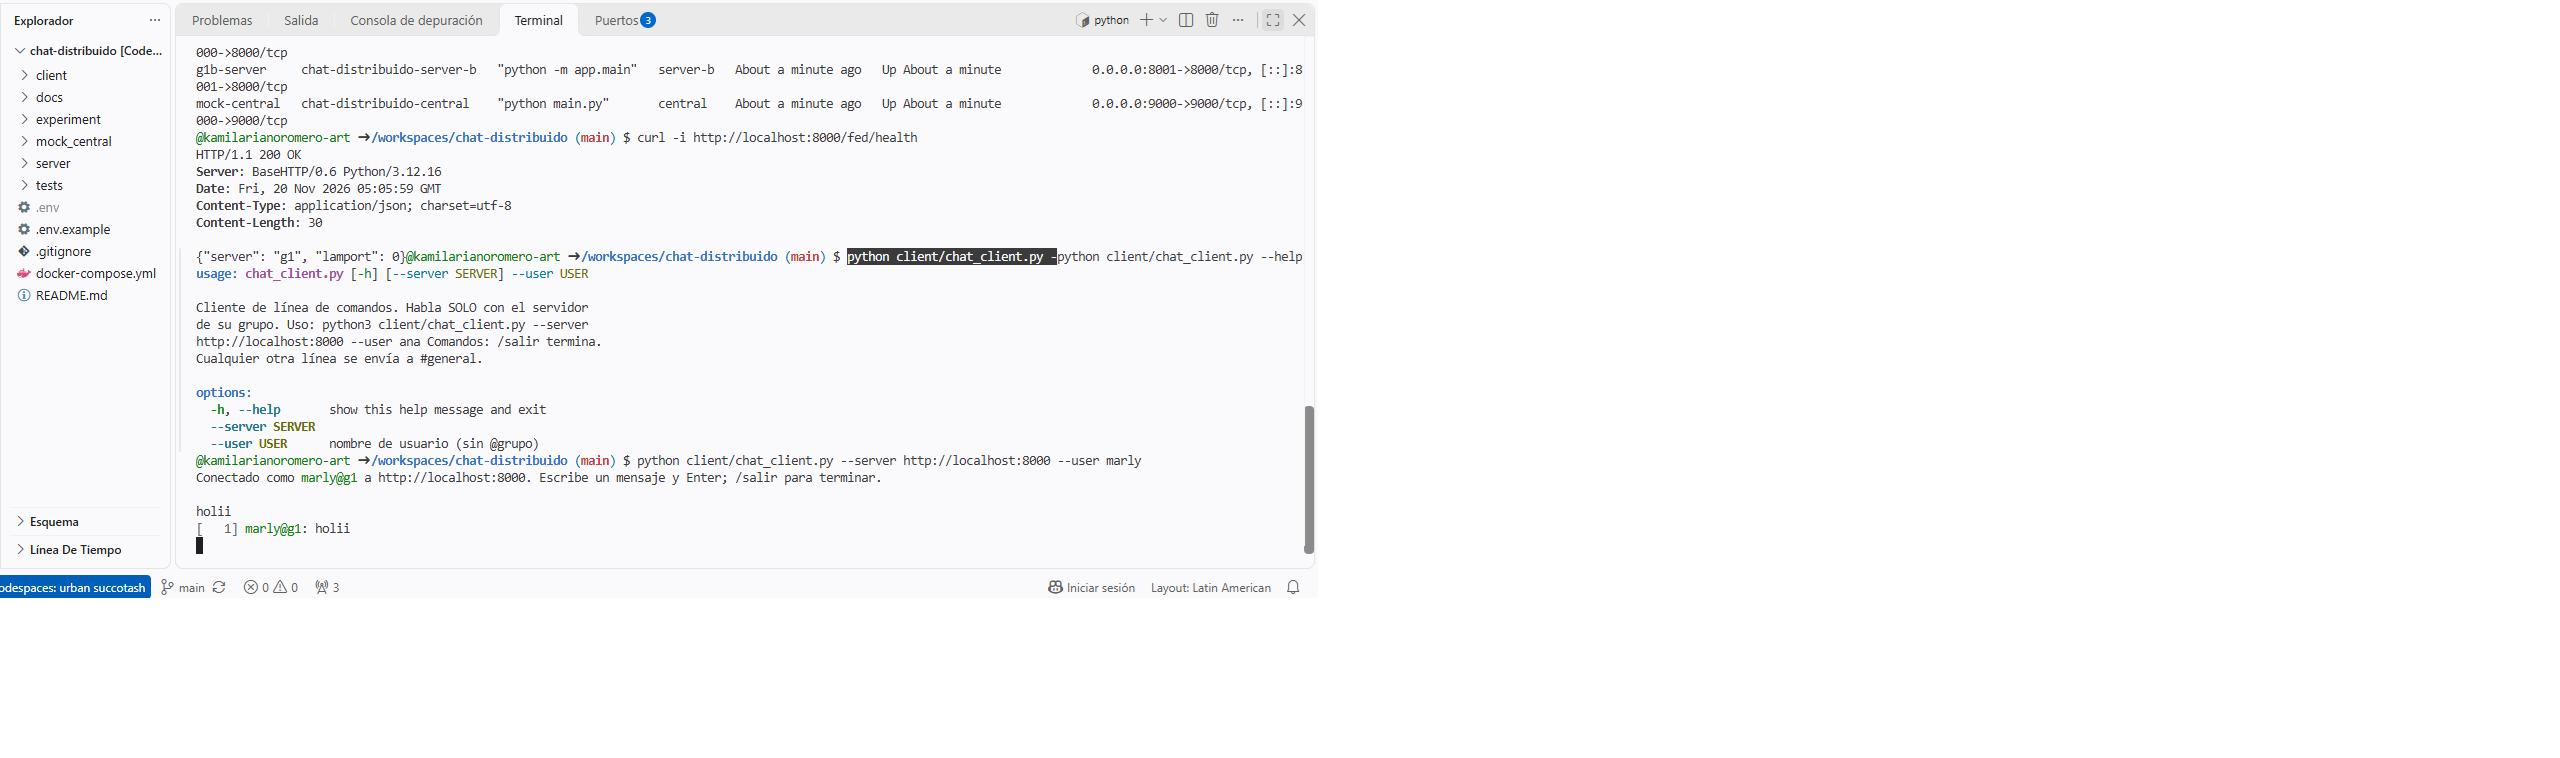 Explorador
Problemas Salida Consola de depuración Terminal Puertos 3
python
chat-distribuido [Code...
client
docs
experiment
mock_central
server
tests
.env
.env.example
.gitignore
docker-compose.yml
README.md
Esquema
Línea De Tiempo
000->8000/tcp
g1b-server chat-distribuido-server-b "python -m app.main" server-b About a minute ago Up About a minute 0.0.0.0:8001->8000/tcp, [::]:8
001->8000/tcp
mock-central chat-distribuido-central "python main.py" central About a minute ago Up About a minute 0.0.0.0:9000->9000/tcp, [::]:9
000->9000/tcp
@kamilarianoromero-art ➜/workspaces/chat-distribuido (main) $ curl -i http://localhost:8000/fed/health
HTTP/1.1 200 OK
Server: BaseHTTP/0.6 Python/3.12.16
Date: Fri, 20 Nov 2026 05:05:59 GMT
Content-Type: application/json; charset=utf-8
Content-Length: 30
{"server": "g1", "lamport": 0}@kamilarianoromero-art ➜/workspaces/chat-distribuido (main) $ python client/chat_client.py -python client/chat_client.py --help
usage: chat_client.py [-h] [--server SERVER] --user USER
Cliente de línea de comandos. Habla SOLO con el servidor
de su grupo. Uso: python3 client/chat_client.py --server
http://localhost:8000 --user ana Comandos: /salir termina.
Cualquier otra línea se envía a #general.
options:
-h, --help show this help message and exit
--server SERVER
--user USER nombre de usuario (sin @grupo)
@kamilarianoromero-art ➜/workspaces/chat-distribuido (main) $ python client/chat_client.py --server http://localhost:8000 --user marly
Conectado como marly@g1 a http://localhost:8000. Escribe un mensaje y Enter; /salir para terminar.
holii
[ 1] marly@g1: holii
odespaces: urban succotash main 0 0 3 Iniciar sesión Layout: Latin American